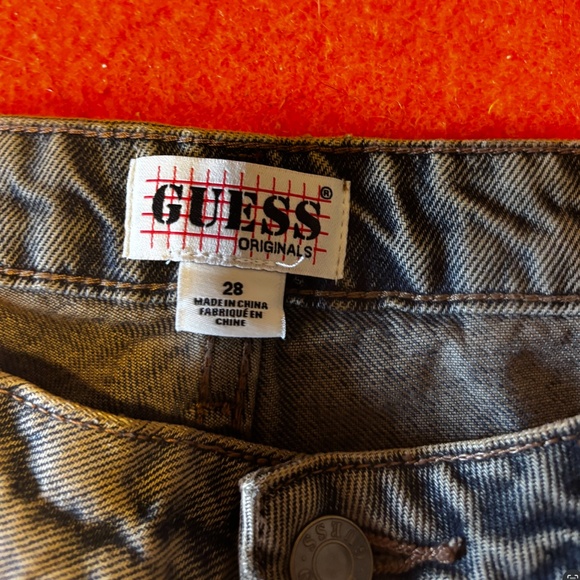 GUESS®
ORIGINALS
28
MADE IN CHINA
FABRIQUÉ EN
CHINE